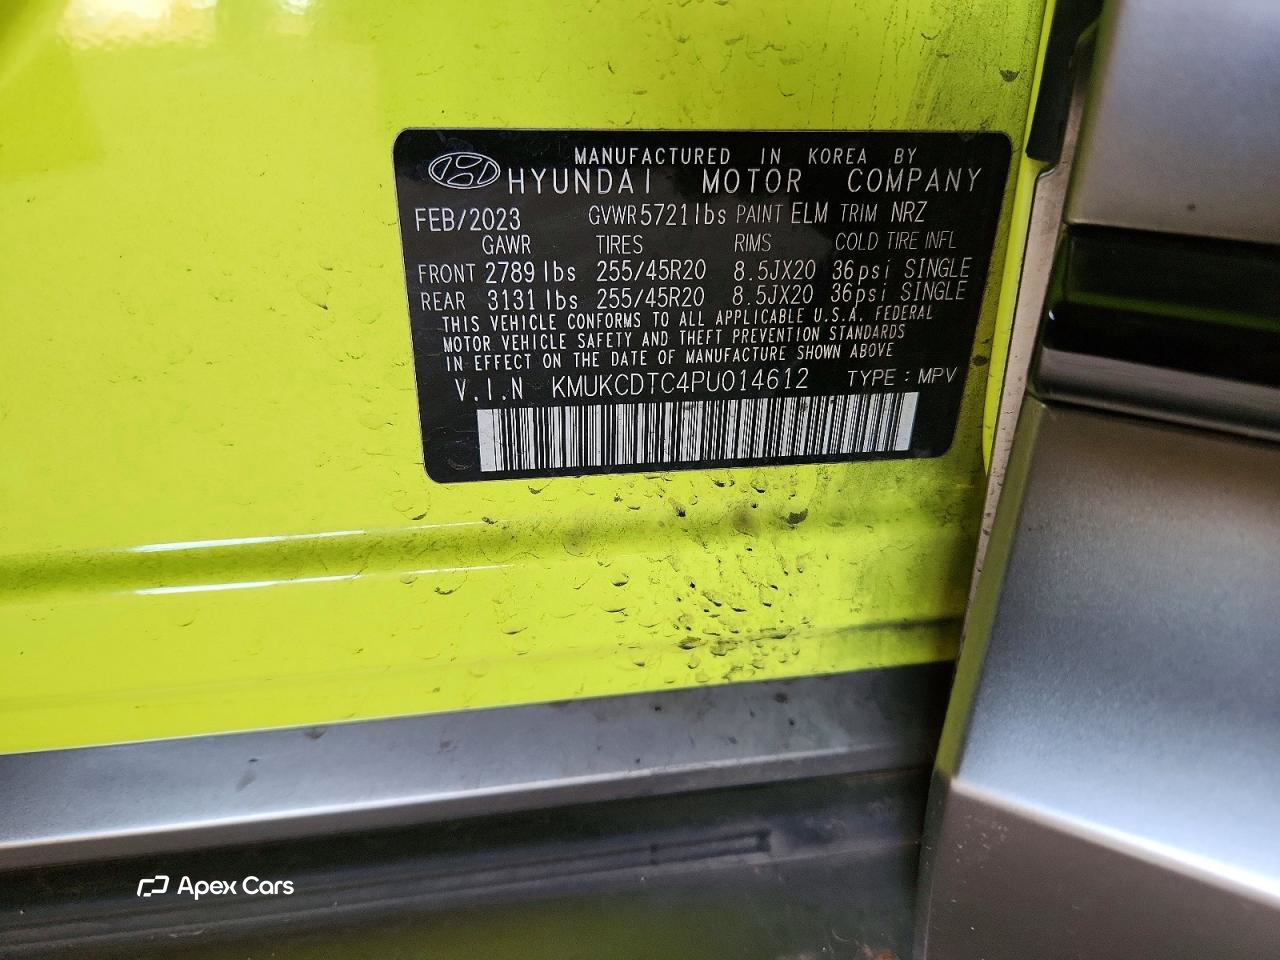 MANUFACTURED IN KOREA BY
HYUNDAI MOTOR COMPANY
FEB/2023 GVWR 5721lbs PAINT ELM TRIM NRZ
GAWR TIRES RIMS COLD TIRE INFL
FRONT 2789lbs 255/45R20 8.5JX20 36psi SINGLE
REAR 3131lbs 255/45R20 8.5JX20 36psi SINGLE
THIS VEHICLE CONFORMS TO ALL APPLICABLE U.S.A. FEDERAL
MOTOR VEHICLE SAFETY AND THEFT PREVENTION STANDARDS
IN EFFECT ON THE DATE OF MANUFACTURE SHOWN ABOVE
V.I.N KMUKCDTC4PU014612 TYPE : MPV
Apex Cars